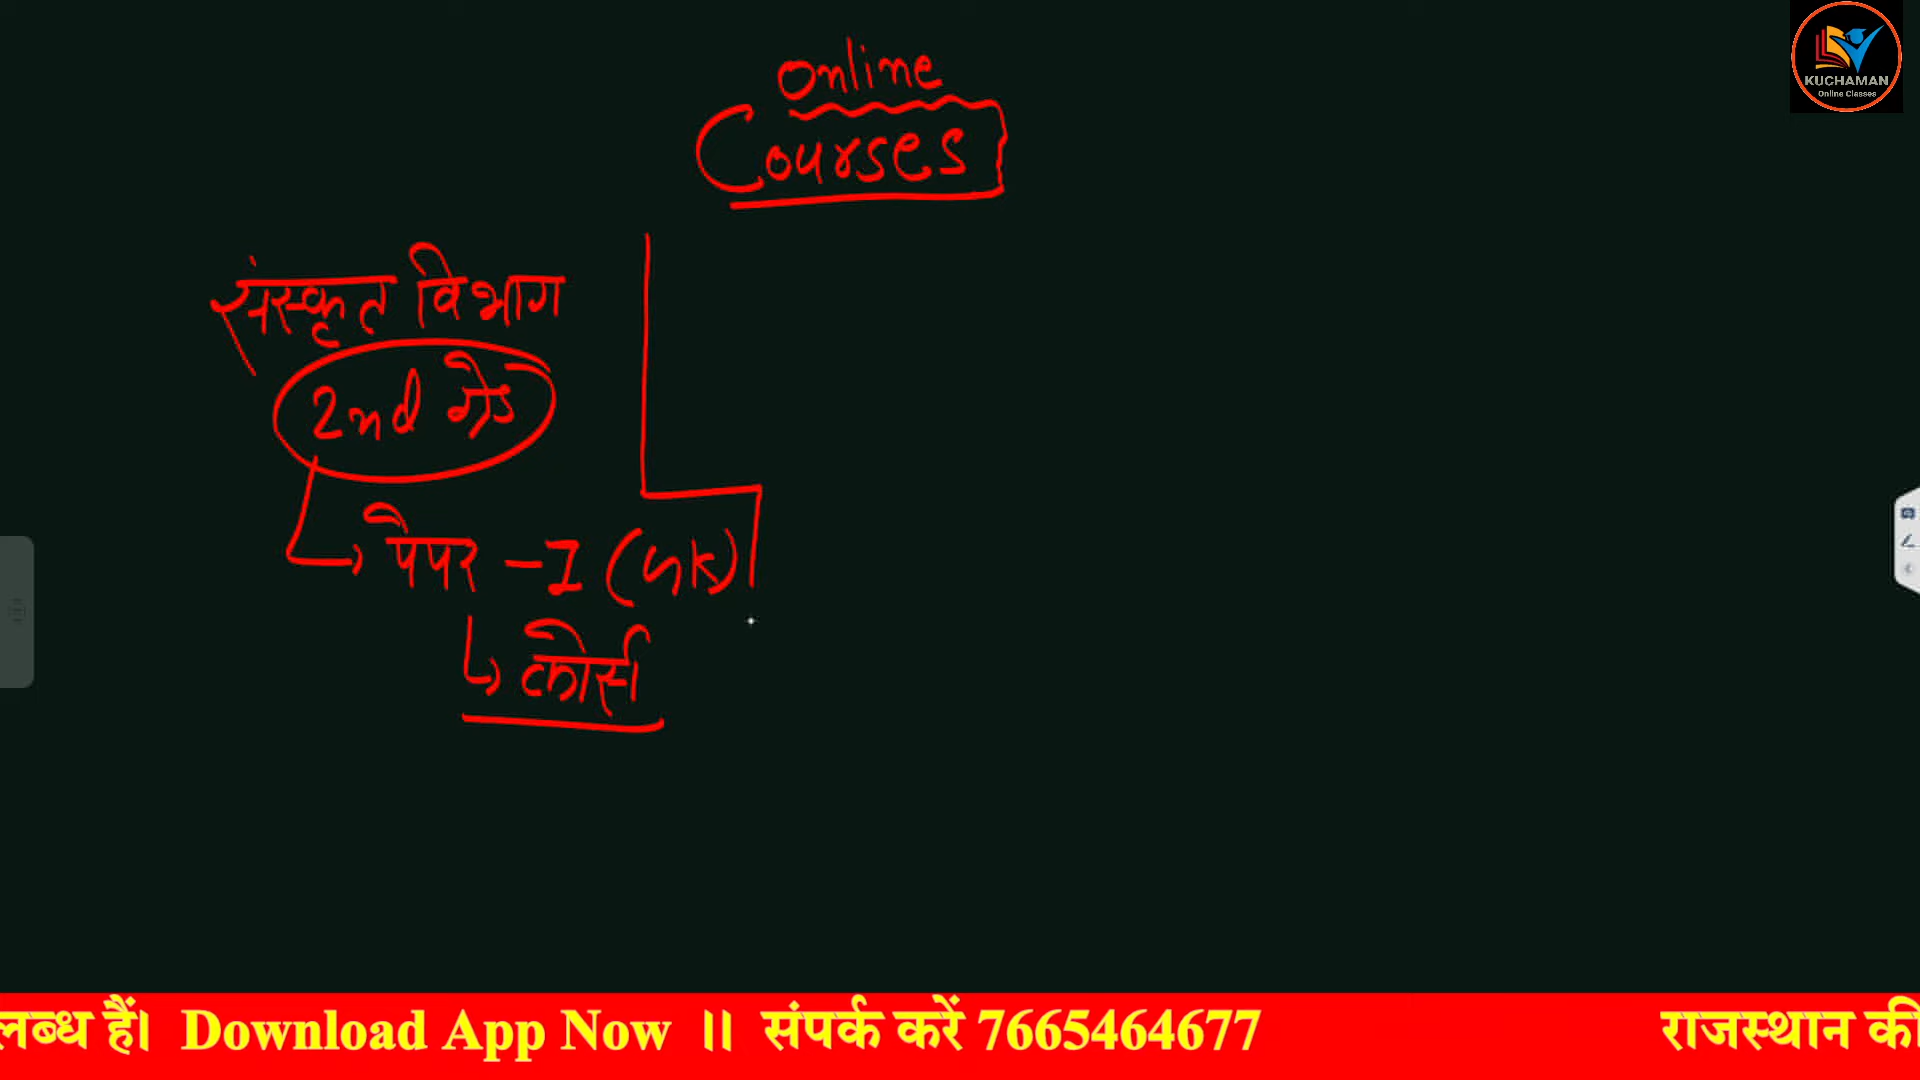 KUCHAMAN
Online Classes
Online
Courses
संस्कृत विभाग
2nd ग्रेड
पेपर - I (GK)
कोर्स
लब्ध हैं। Download App Now ।। संपर्क करें 7665464677 राजस्थान की